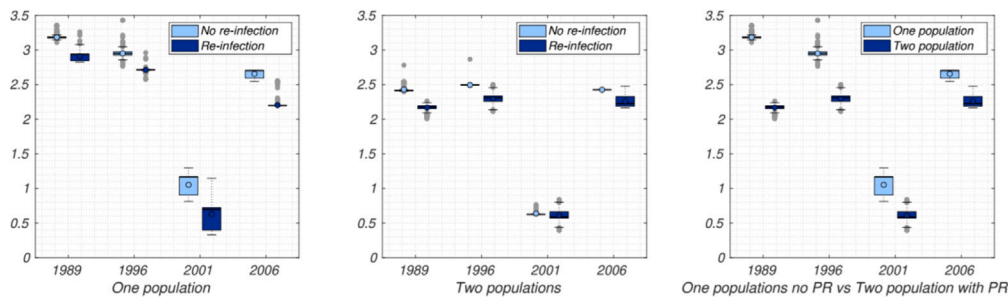 3.5
3
2.5
2
1.5
1
0.5
0
No re-infection
Re-infection
1989 1996 2001 2006
One population
3.5
3
2.5
2
1.5
1
0.5
0
No re-infection
Re-infection
1989 1996 2001 2006
Two populations
3.5
3
2.5
2
1.5
1
0.5
0
One population
Two population
1989 1996 2001 2006
One populations no PR vs Two population with PR